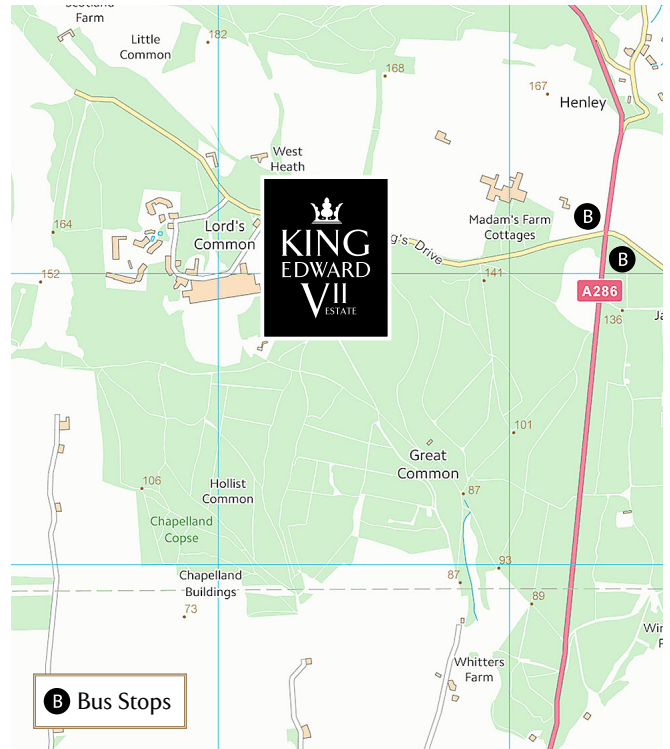 Farm
Little
Common
182
168
167
Henley
West
Heath
164
Lord's
Common
KING
EDWARD
VII
ESTATE
g's Drive
Madam's Farm
Cottages
B
B
152
141
A286
136
101
Great
Common
106
Hollist
Common
87
Chapelland
Copse
93
87
Chapelland
Buildings
89
73
Whitters
Farm
B Bus Stops